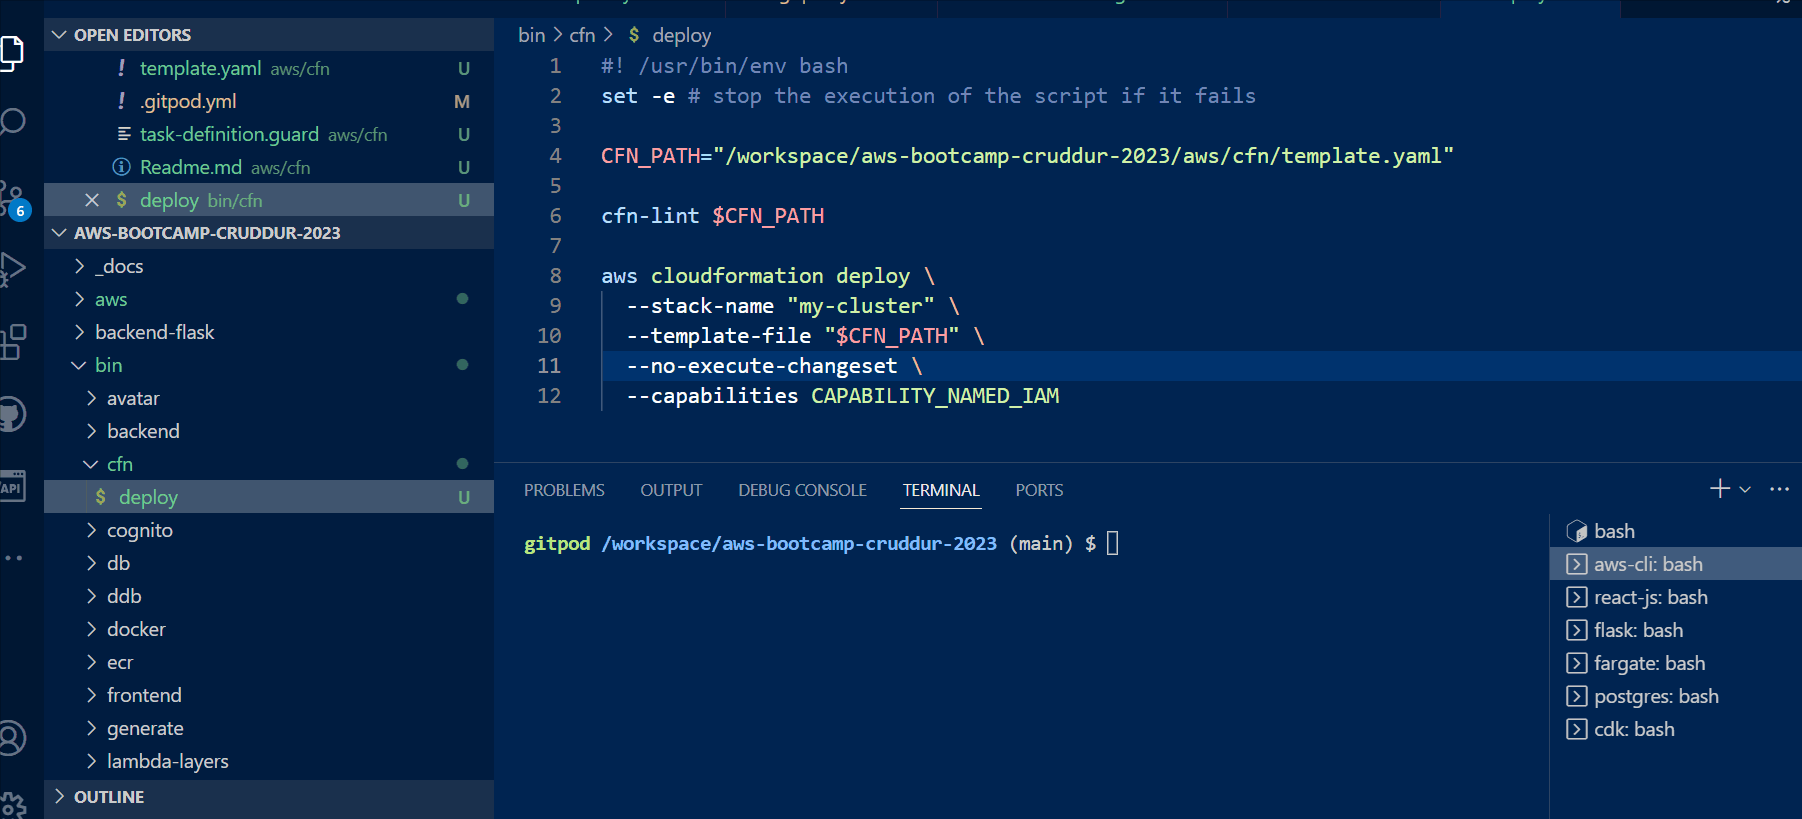 OPEN EDITORS
! template.yaml aws/cfn U
! .gitpod.yml M
task-definition.guard aws/cfn U
Readme.md aws/cfn U
$ deploy bin/cfn U
AWS-BOOTCAMP-CRUDDUR-2023
_docs
aws
backend-flask
bin
avatar
backend
cfn
$ deploy U
cognito
db
ddb
docker
ecr
frontend
generate
lambda-layers
OUTLINE
6
API
bin > cfn > $ deploy
1 #! /usr/bin/env bash
2 set -e # stop the execution of the script if it fails
3
4 CFN_PATH="/workspace/aws-bootcamp-cruddur-2023/aws/cfn/template.yaml"
5
6 cfn-lint $CFN_PATH
7
8 aws cloudformation deploy \
9 --stack-name "my-cluster" \
10 --template-file "$CFN_PATH" \
11 --no-execute-changeset \
12 --capabilities CAPABILITY_NAMED_IAM
PROBLEMS OUTPUT DEBUG CONSOLE TERMINAL PORTS
gitpod /workspace/aws-bootcamp-cruddur-2023 (main) $
bash
aws-cli: bash
react-js: bash
flask: bash
fargate: bash
postgres: bash
cdk: bash